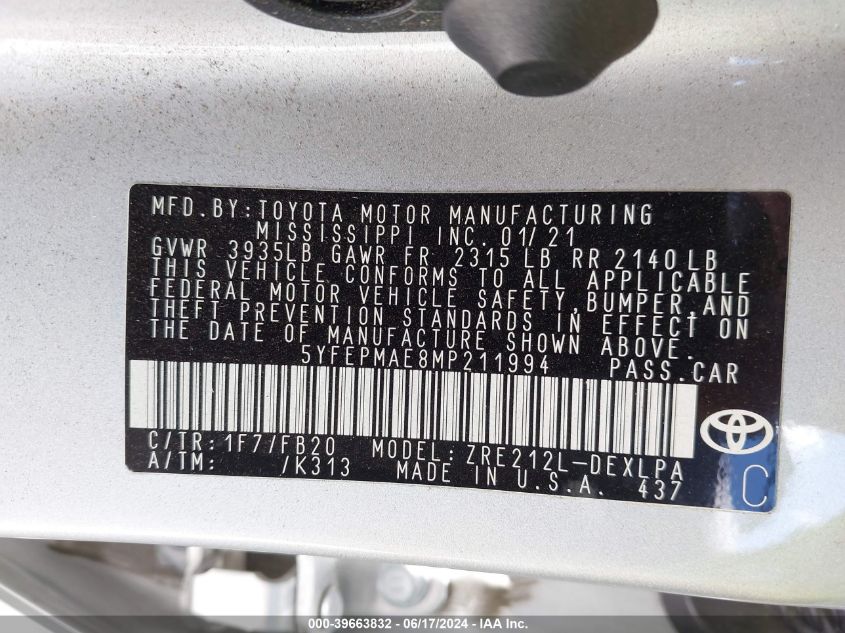 MFD.BY:TOYOTA MOTOR MANUFACTURING
MISSISSIPPI INC. 01/21
GVWR 3935LB GAWR FR 2315 LB RR 2140 LB
THIS VEHICLE CONFORMS TO ALL APPLICABLE
FEDERAL MOTOR VEHICLE SAFETY,BUMPER,AND
THEFT PREVENTION STANDARDS IN EFFECT ON
THE DATE OF MANUFACTURE SHOWN ABOVE.
5YFEPMAE8MP211994 PASS.CAR
C/TR: 1F7/FB20 MODEL: ZRE212L-DEXLPA
A/TM: /K313 MADE IN U.S.A. 437
C
000-39663832 - 06/17/2024 - IAAI.COM